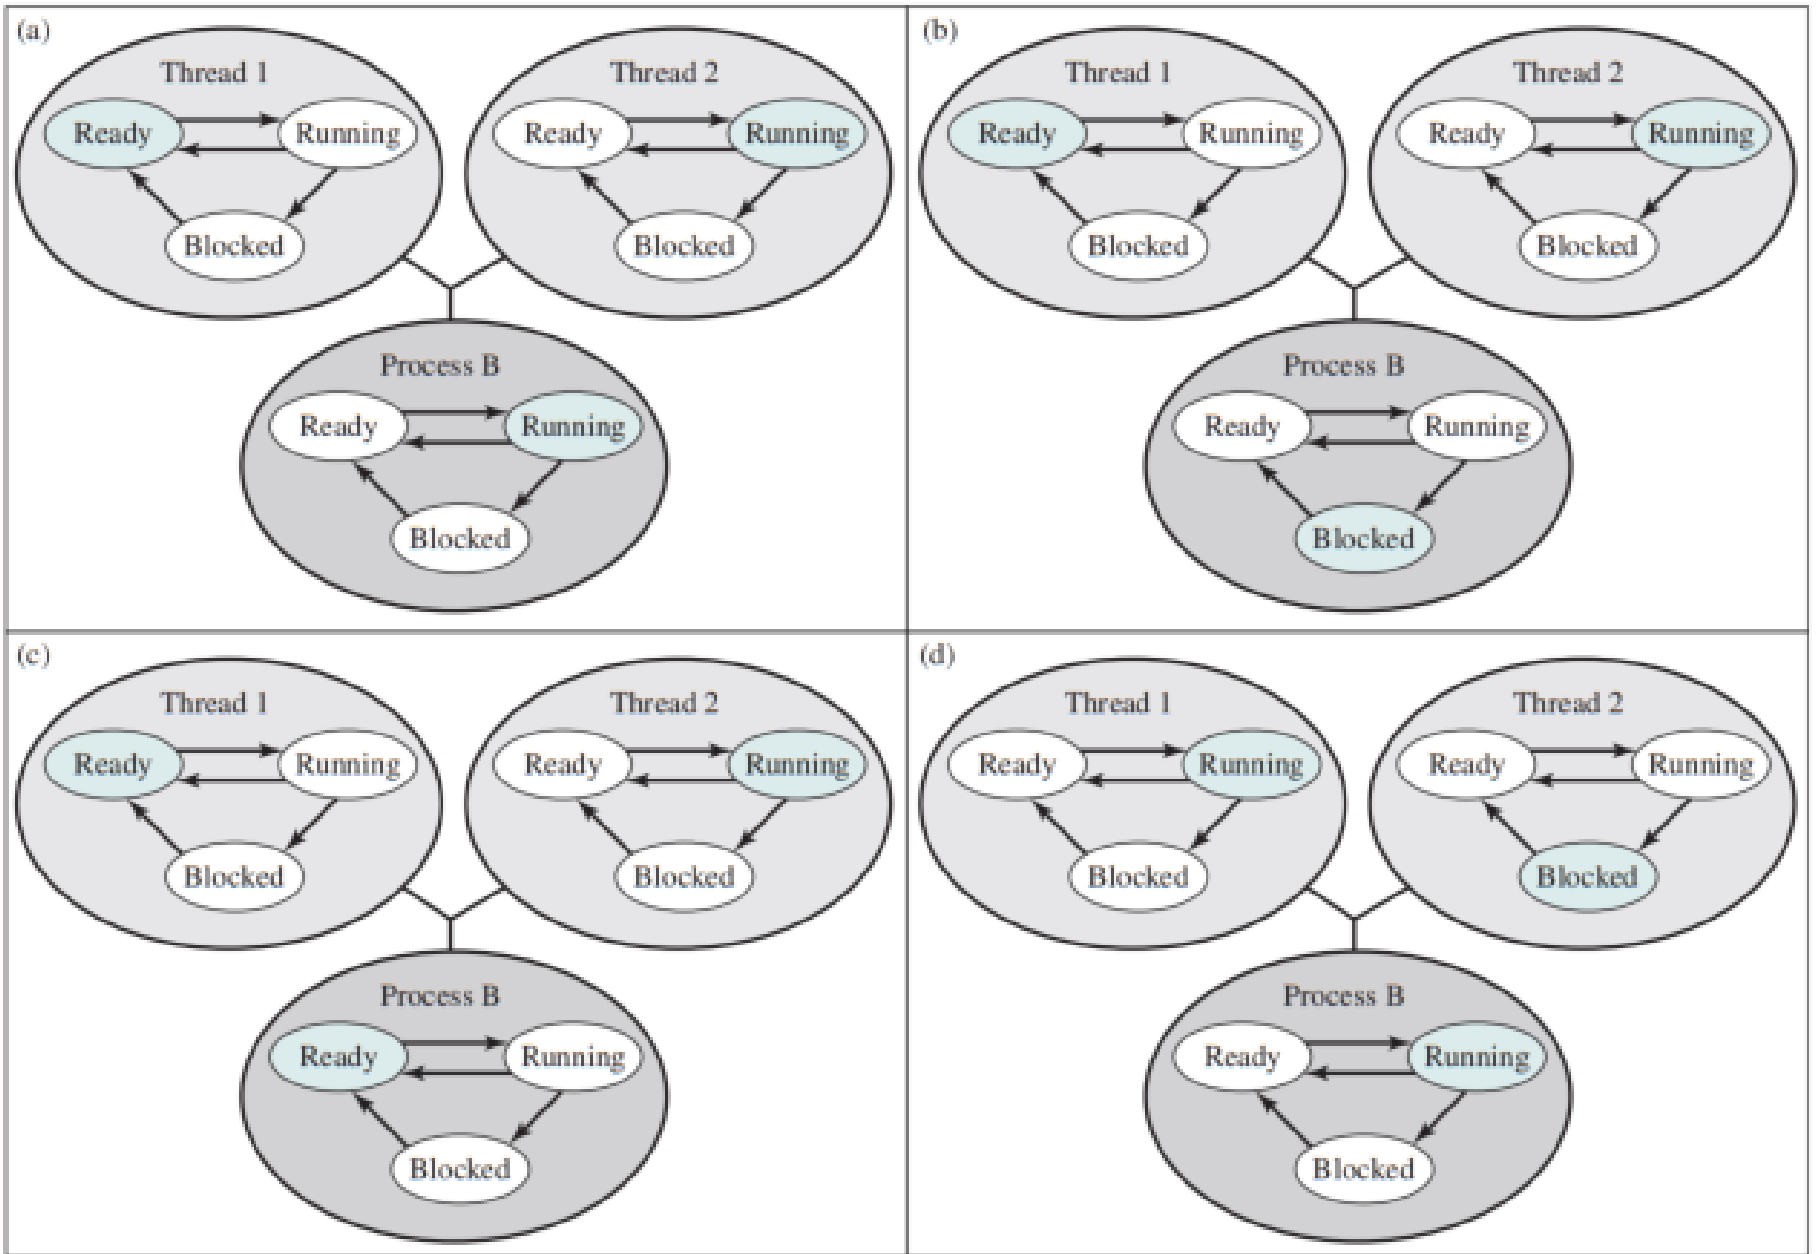 (a)
Thread 1
Ready
Running
Blocked
Thread 2
Ready
Running
Blocked
Process B
Ready
Running
Blocked
(b)
Thread 1
Ready
Running
Blocked
Thread 2
Ready
Running
Blocked
Process B
Ready
Running
Blocked
(c)
Thread 1
Ready
Running
Blocked
Thread 2
Ready
Running
Blocked
Process B
Ready
Running
Blocked
(d)
Thread 1
Ready
Running
Blocked
Thread 2
Ready
Running
Blocked
Process B
Ready
Running
Blocked